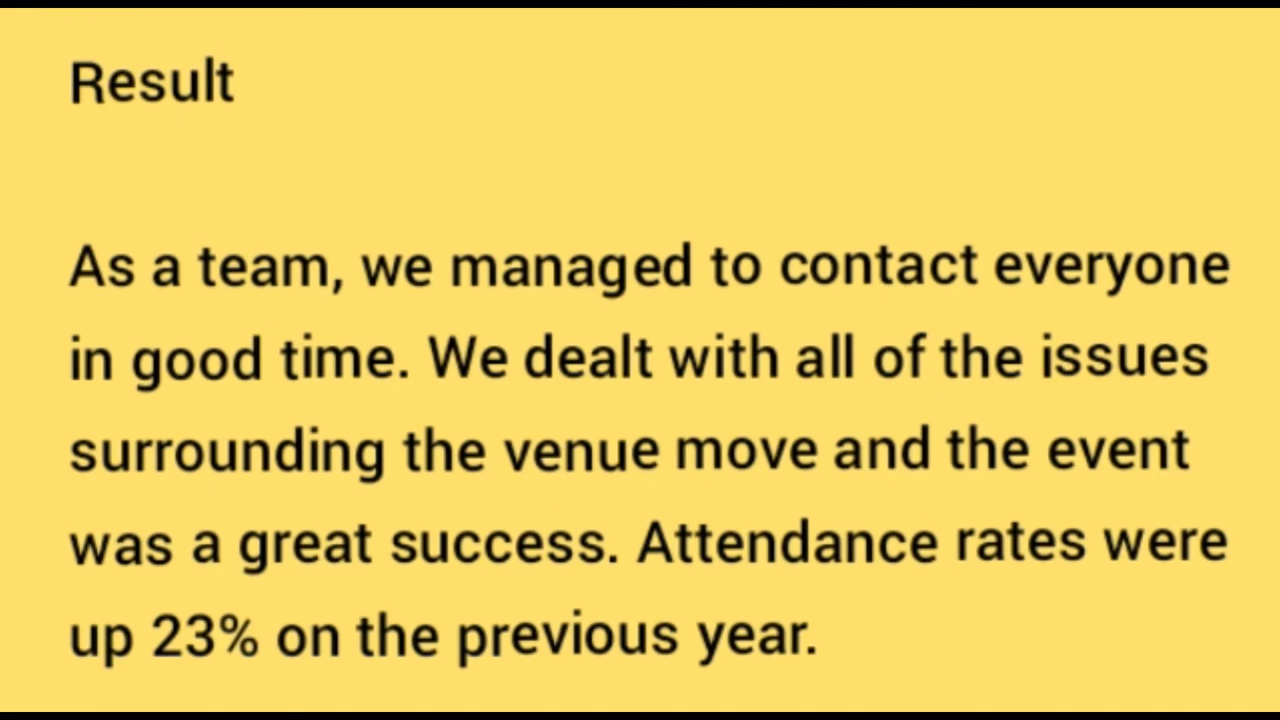 Result
As a team, we managed to contact everyone
in good time. We dealt with all of the issues
surrounding the venue move and the event
was a great success. Attendance rates were
up 23% on the previous year.